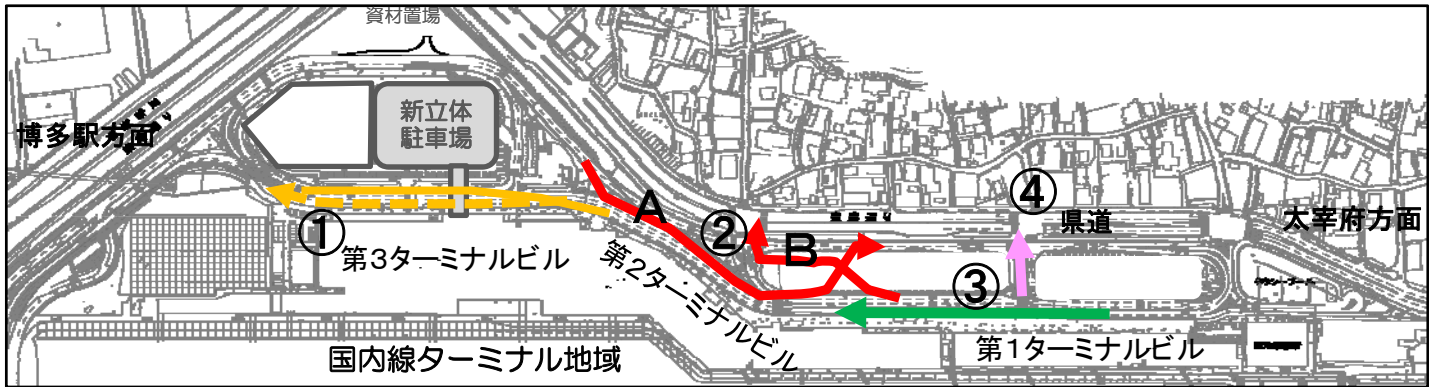 資材置場
新立体
駐車場
博多駅方面
A
②
B
④
県道
太宰府方面
①
第3ターミナルビル
第2ターミナルビル
③
国内線ターミナル地域
第1ターミナルビル